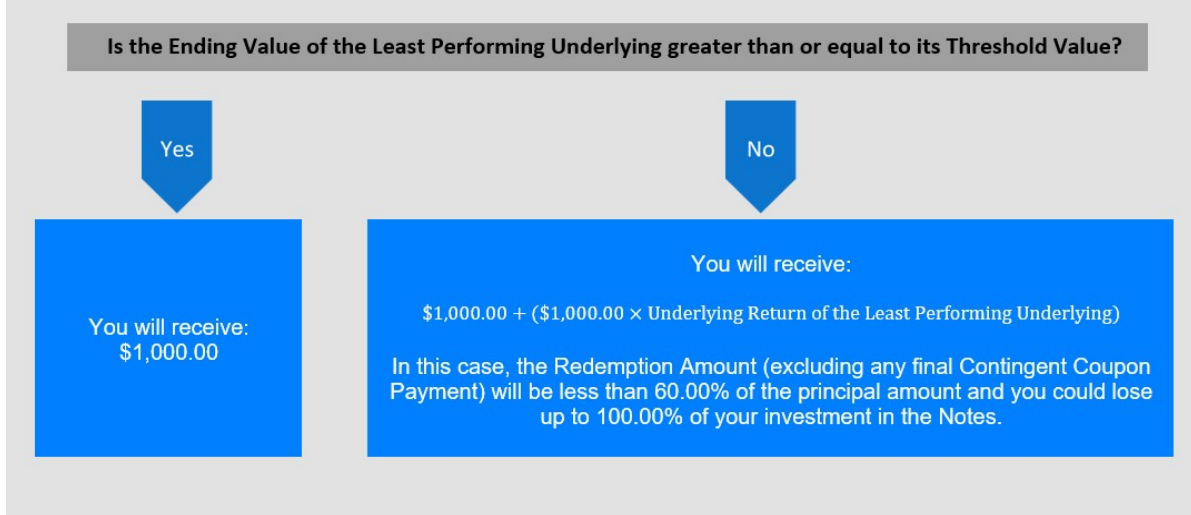 Is the Ending Value of the Least Performing Underlying greater than or equal to its Threshold Value?
Yes
No
You will receive:
$1,000.00
You will receive:
$1,000.00 + ($1,000.00 × Underlying Return of the Least Performing Underlying)
In this case, the Redemption Amount (excluding any final Contingent Coupon
Payment) will be less than 60.00% of the principal amount and you could lose
up to 100.00% of your investment in the Notes.